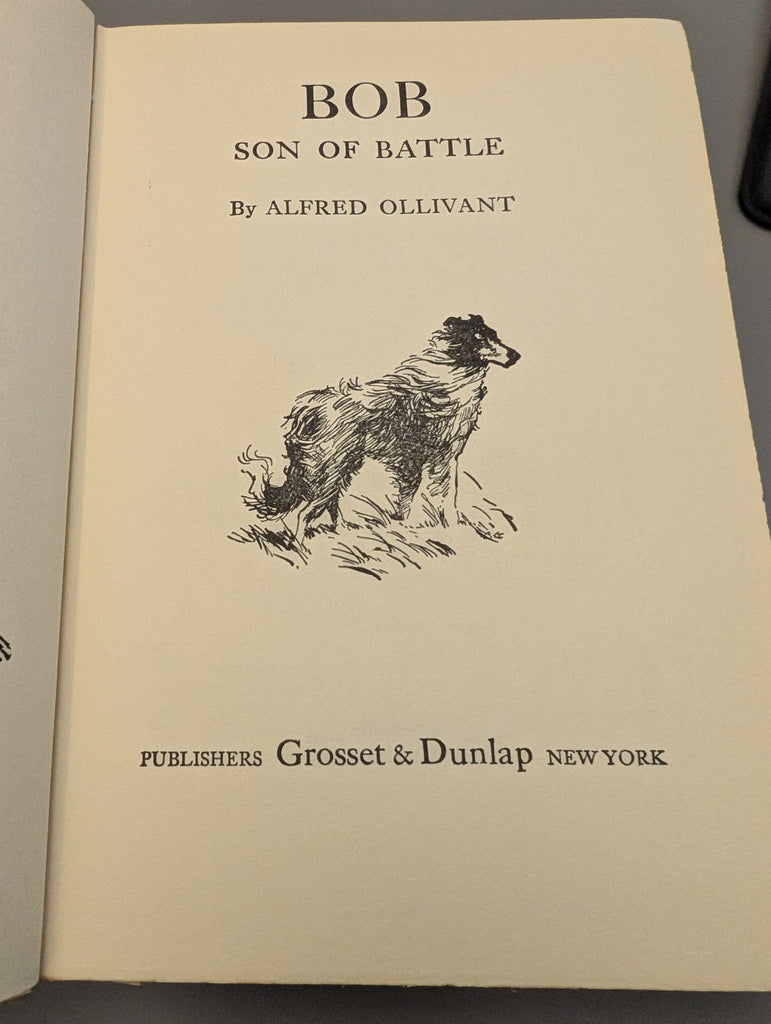 BOB
SON OF BATTLE
By ALFRED OLLIVANT
PUBLISHERS Grosset & Dunlap NEW YORK